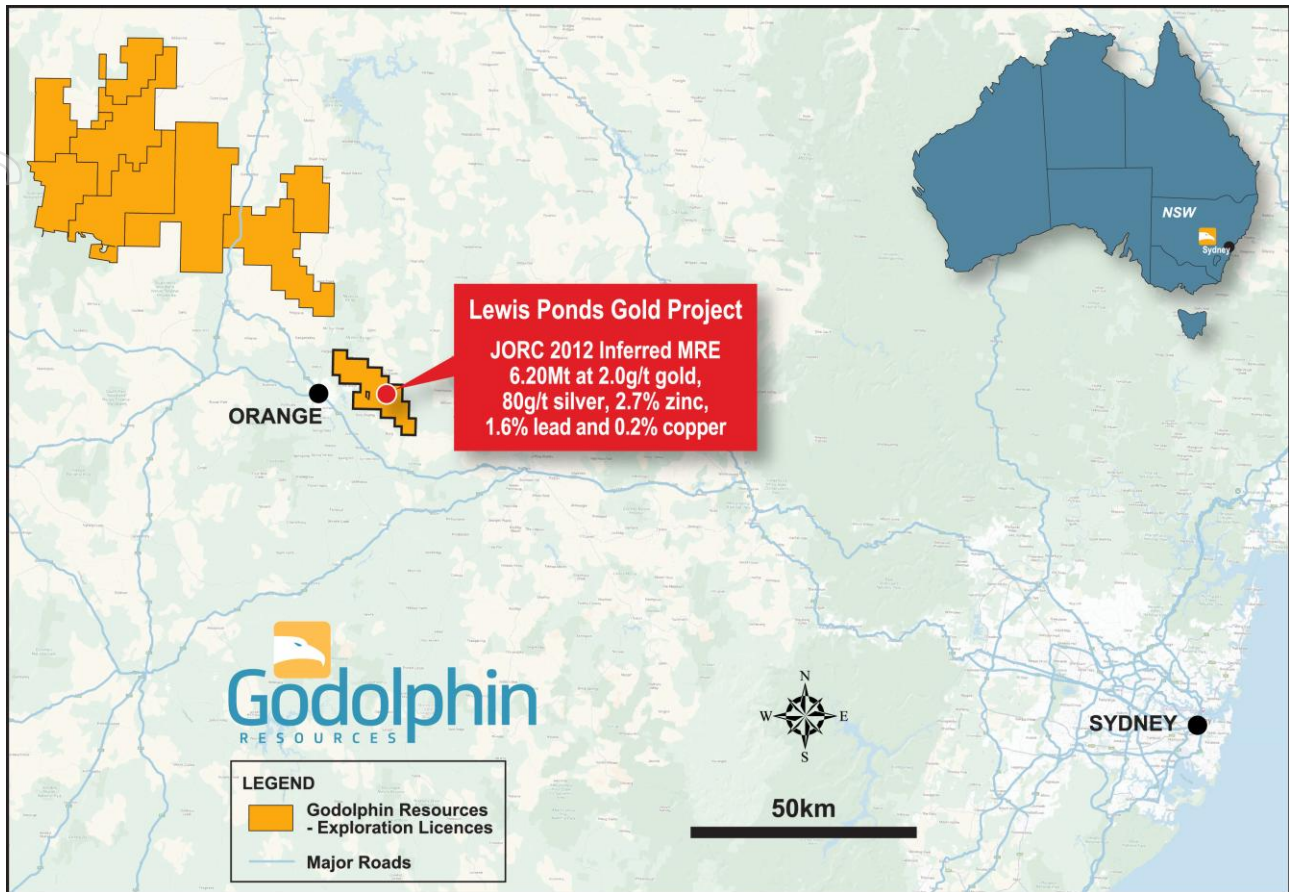 NSW
Sydney
Lewis Ponds Gold Project
JORC 2012 Inferred MRE
6.20Mt at 2.0g/t gold,
80g/t silver, 2.7% zinc,
1.6% lead and 0.2% copper
ORANGE
Godolphin
RESOURCES
N
W E
S
SYDNEY
50km
LEGEND
Godolphin Resources
- Exploration Licences
Major Roads